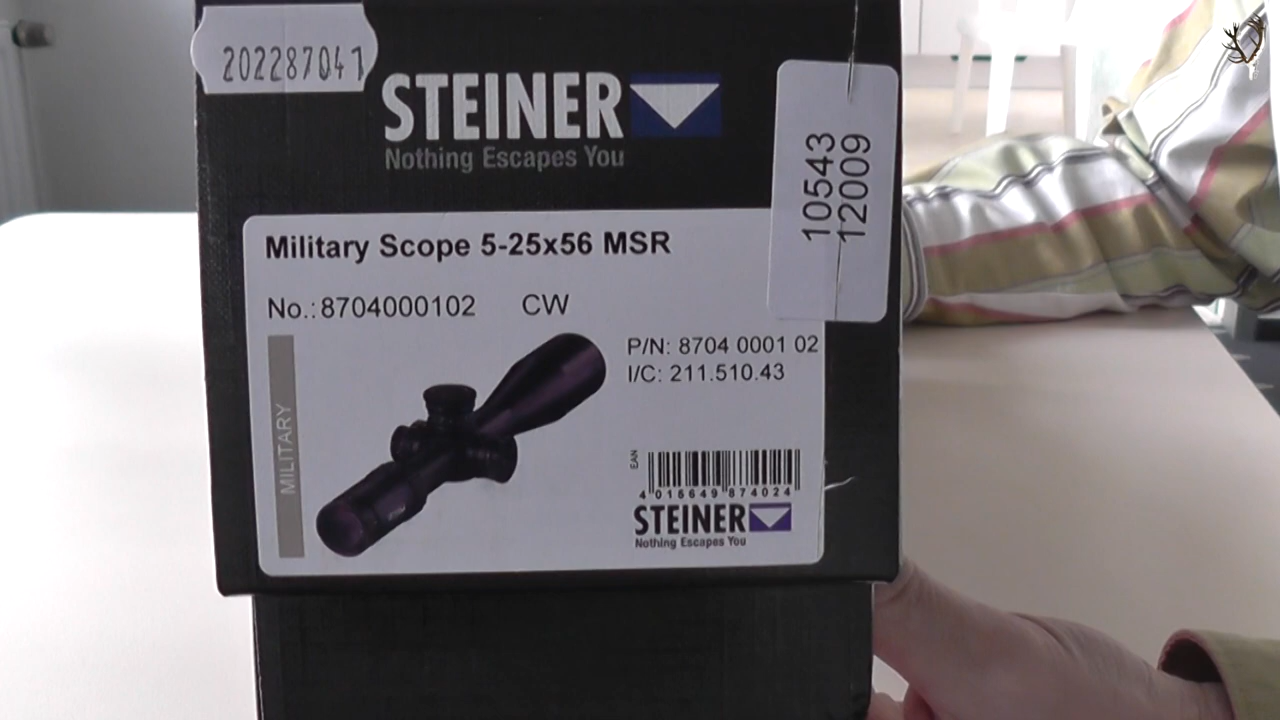 202287041
STEINER
Nothing Escapes You
10543
12009
Military Scope 5-25x56 MSR
No.: 8704000102 CW
MILITARY
P/N: 8704 0001 02
I/C: 211.510.43
EAN
4 015649 874024
STEINER
Nothing Escapes You